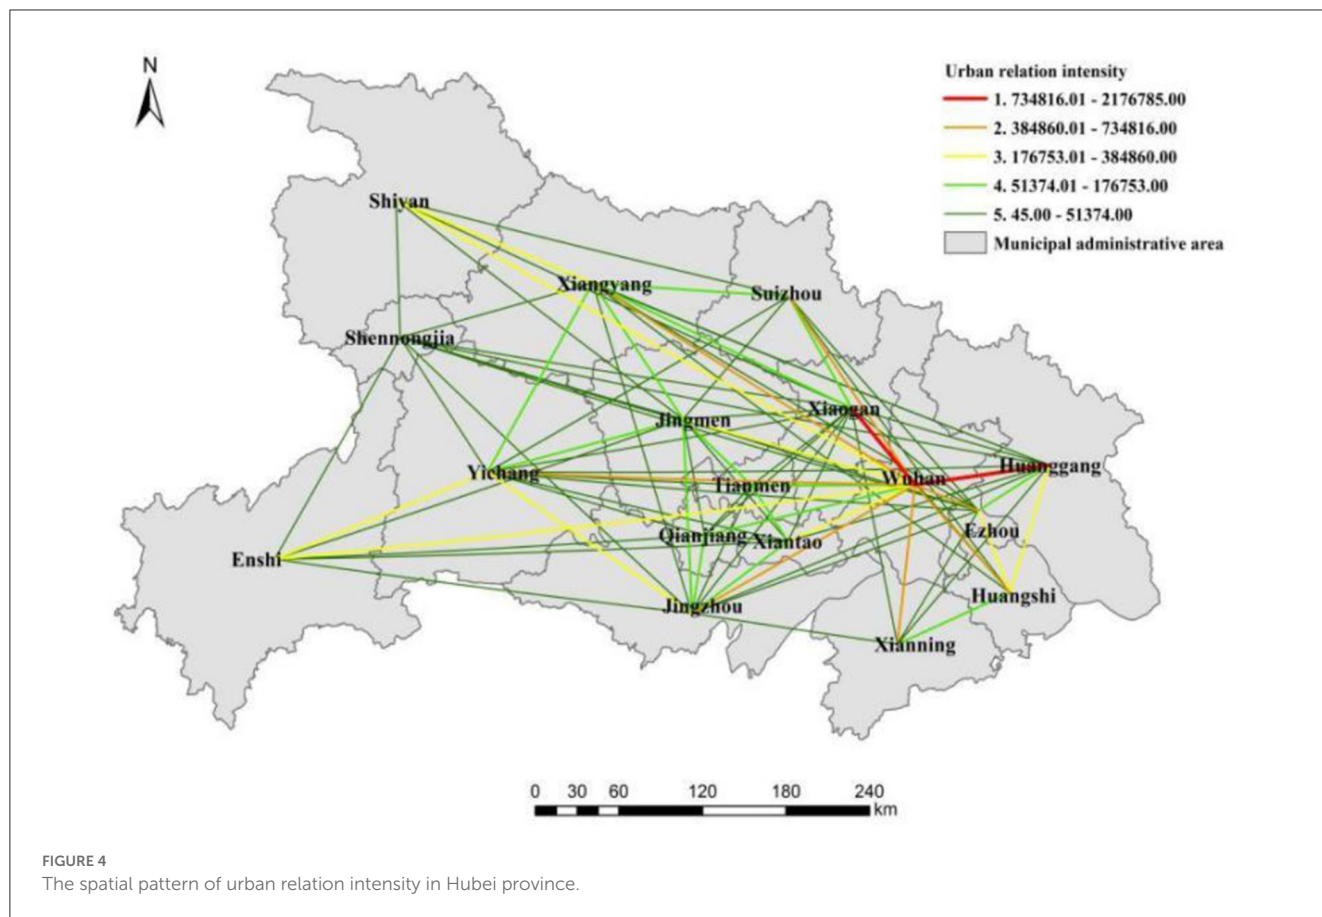 N
Urban relation intensity
1. 734816.01 - 2176785.00
2. 384860.01 - 734816.00
3. 176753.01 - 384860.00
4. 51374.01 - 176753.00
5. 45.00 - 51374.00
Municipal administrative area
Shiyan
Xiangyang
Suizhou
Shennongjia
Xiaogan
Jingmen
Huanggang
Yichang
Wuhan
Tianmen
Ezhou
Qianjiang
Xiantao
Enshi
Huangshi
Jingzhou
Xianning
0 30 60 120 180 240
km
FIGURE 4
The spatial pattern of urban relation intensity in Hubei province.